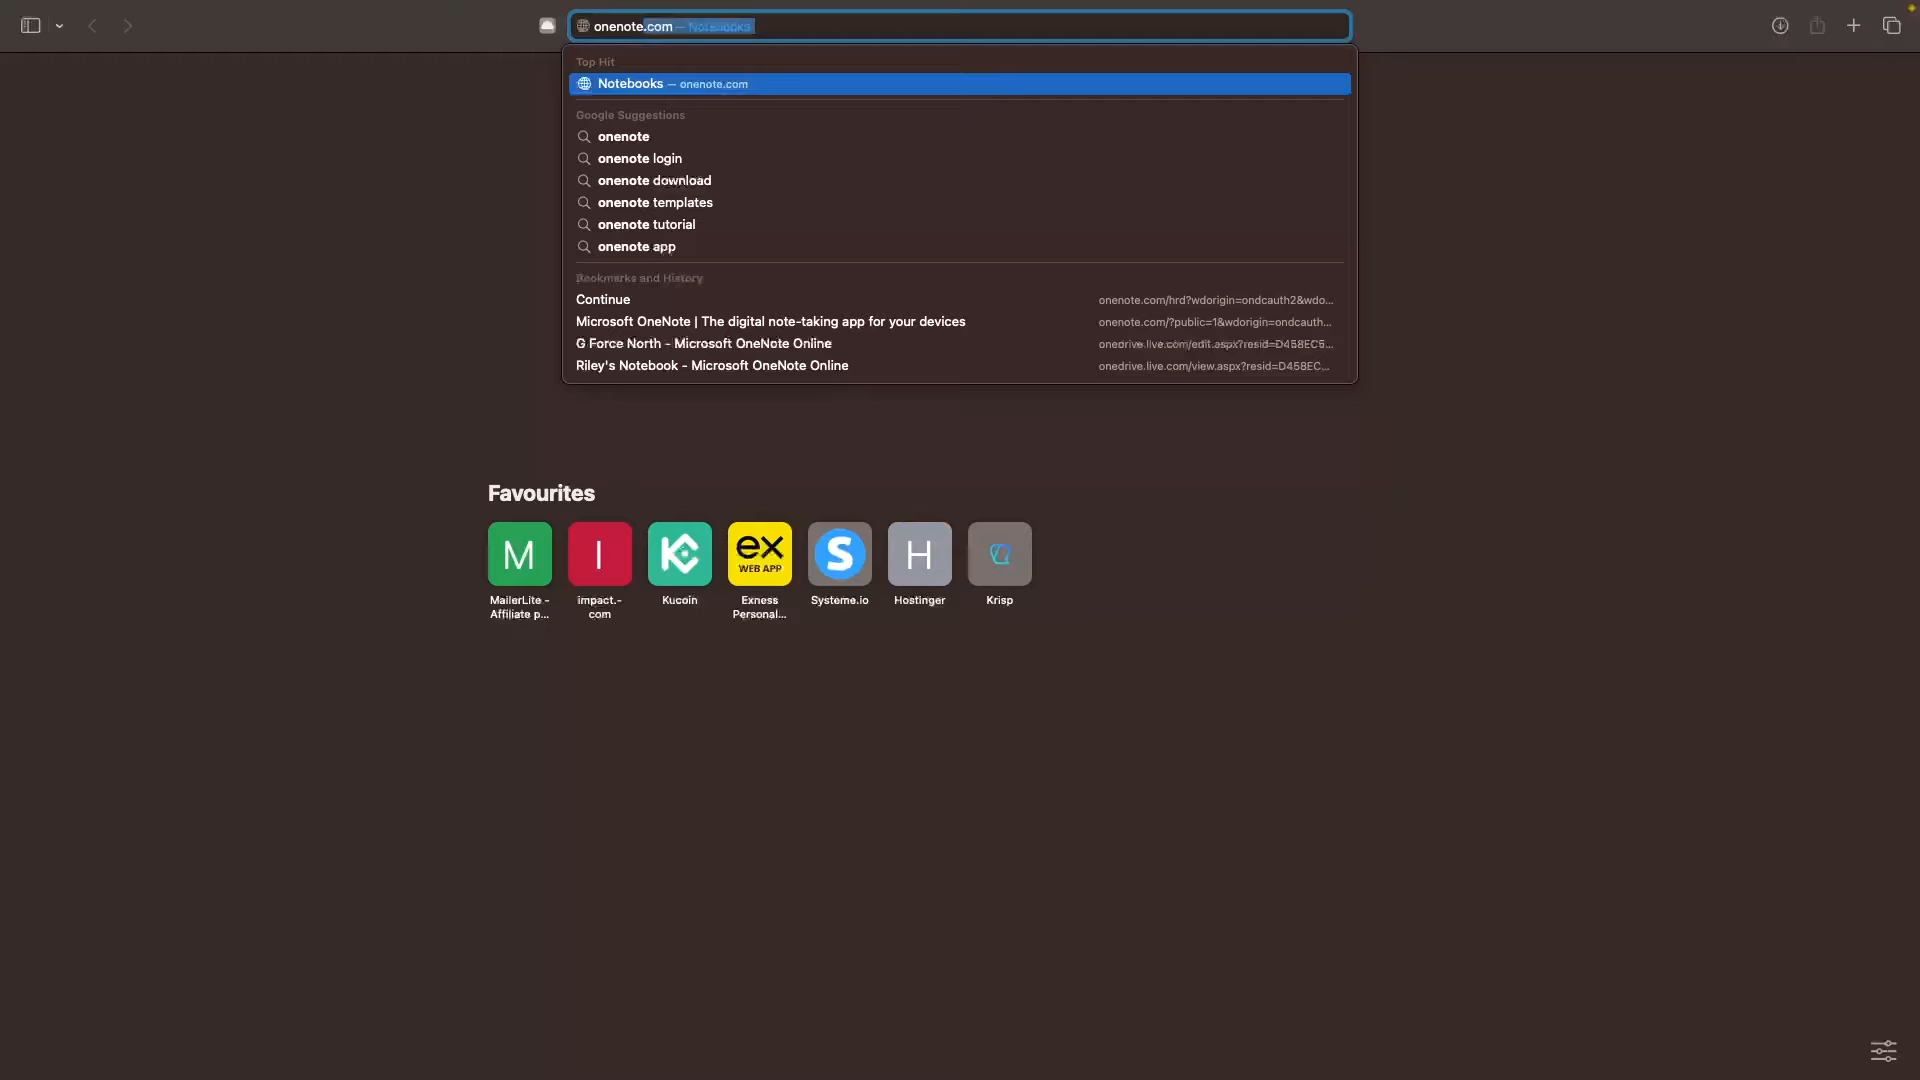 onenote.com — Notebooks
Top Hit
Notebooks — onenote.com
Google Suggestions
onenote
onenote login
onenote download
onenote templates
onenote tutorial
onenote app
Bookmarks and History
Continue onenote.com/hrd?wdorigin=ondcauth2&wdo...
Microsoft OneNote | The digital note-taking app for your devices onenote.com/?public=1&wdorigin=ondcauth...
G Force North - Microsoft OneNote Online onedrive.live.com/edit.aspx?resid=D458EC5...
Riley's Notebook - Microsoft OneNote Online onedrive.live.com/view.aspx?resid=D458EC...
Favourites
M I ex S H
WEB APP
MailerLite - impact.- Kucoin Exness Systeme.io Hostinger Krisp
Affiliate p... com Personal...